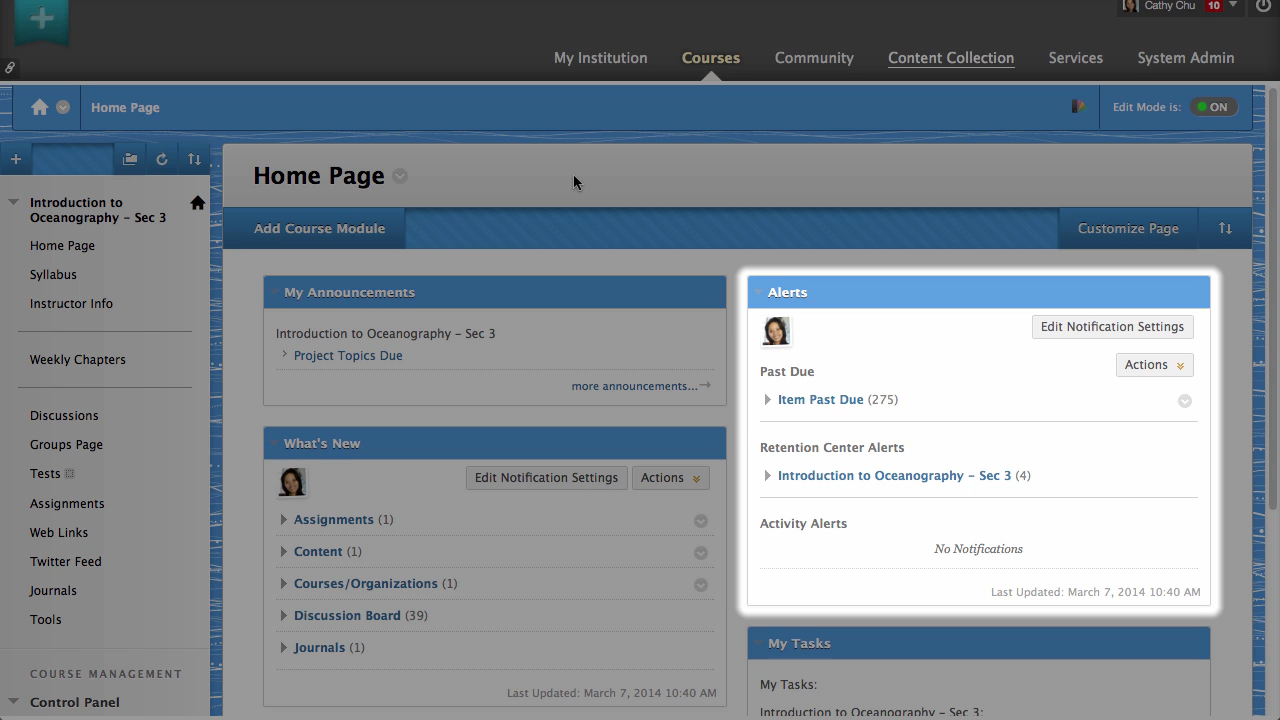 Cathy Chu 10
My Institution Courses Community Content Collection Services System Admin
Home Page
Edit Mode is: ON
Introduction to
Oceanography – Sec 3
Home Page
Syllabus
Instructor Info
Weekly Chapters
Discussions
Groups Page
Tests
Assignments
Web Links
Twitter Feed
Journals
Tools
COURSE MANAGEMENT
Control Panel
Home Page
Add Course Module
Customize Page
My Announcements
Introduction to Oceanography – Sec 3
Project Topics Due
more announcements...
What's New
Edit Notification Settings Actions
Assignments (1)
Content (1)
Courses/Organizations (1)
Discussion Board (39)
Journals (1)
Last Updated: March 7, 2014 10:40 AM
Alerts
Edit Notification Settings
Actions
Past Due
Item Past Due (275)
Retention Center Alerts
Introduction to Oceanography – Sec 3 (4)
Activity Alerts
No Notifications
Last Updated: March 7, 2014 10:40 AM
My Tasks
My Tasks:
Introduction to Oceanography – Sec 3: